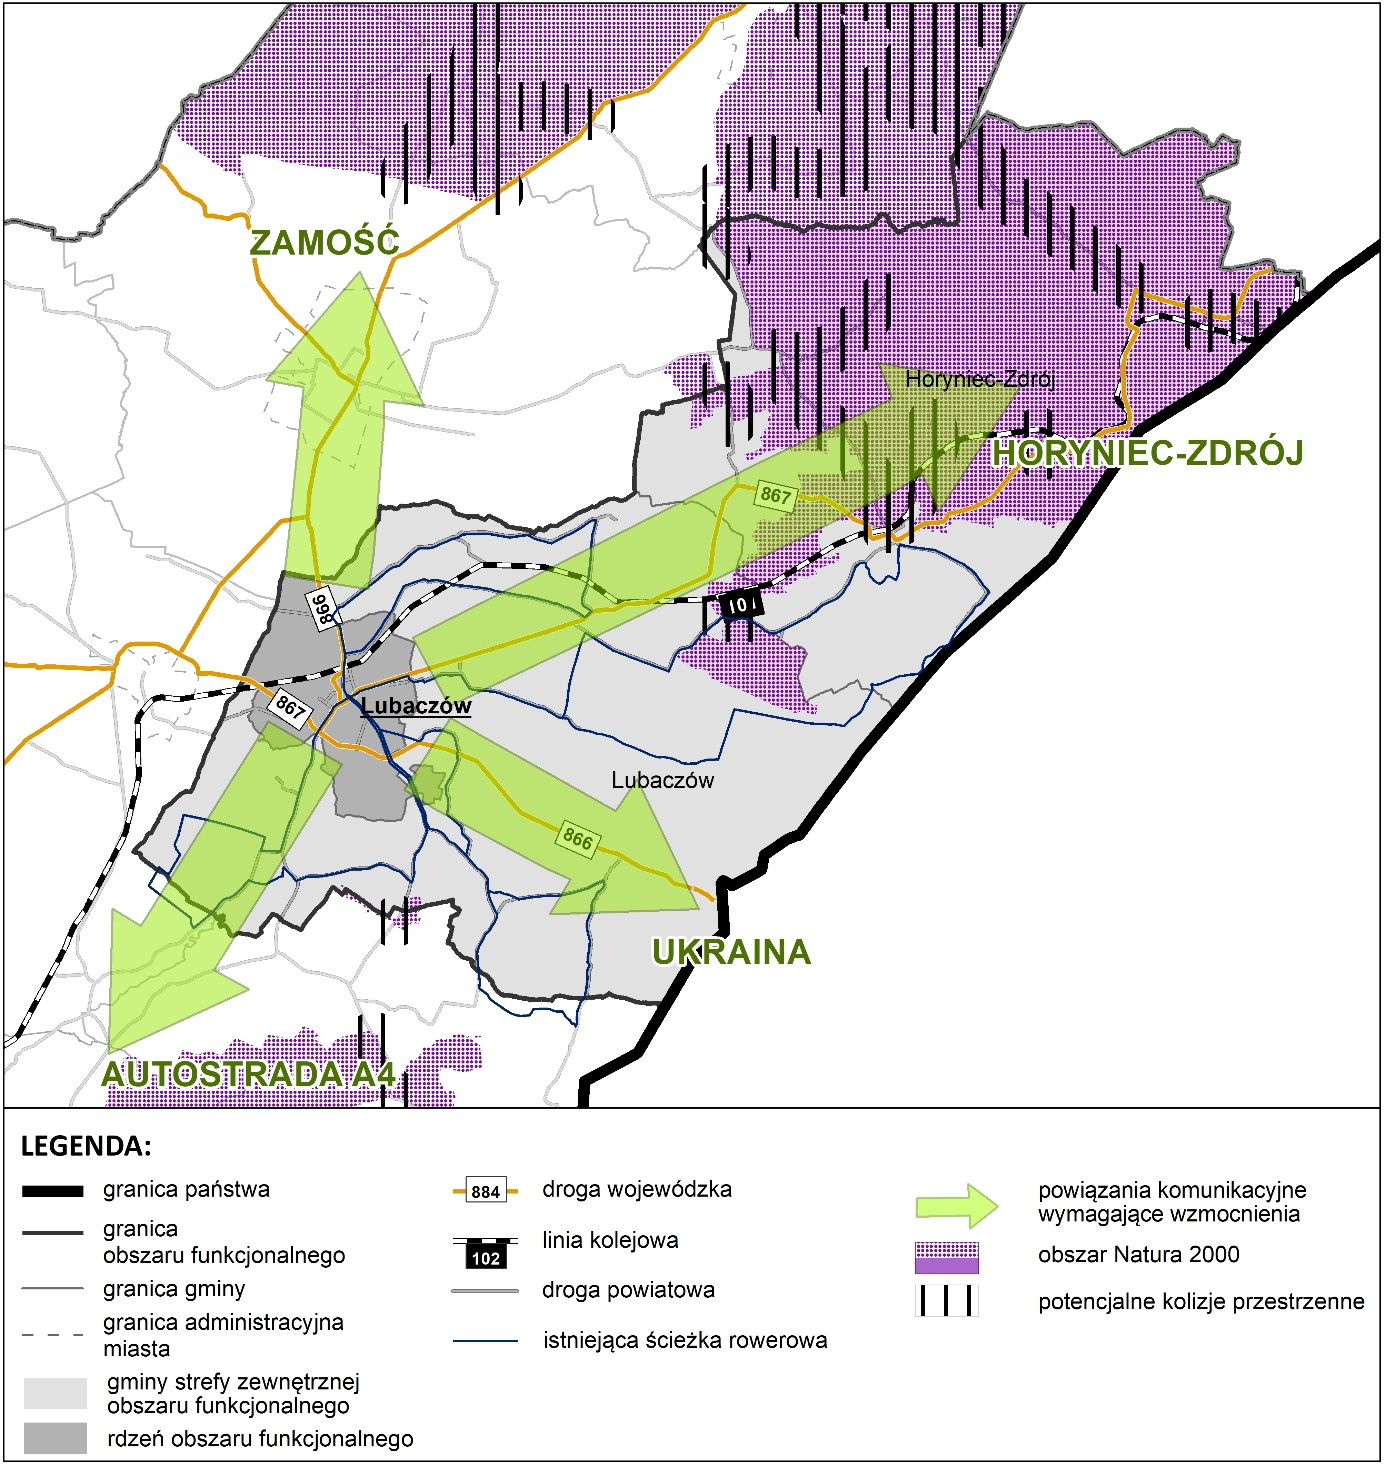 ZAMOŚĆ
Horyniec-Zdrój
HORYNIEC-ZDRÓJ
867
866
101
867
Lubaczów
Lubaczów
866
UKRAINA
AUTOSTRADA A4
LEGENDA:
granica państwa
granica
obszaru funkcjonalnego
granica gminy
granica administracyjna
miasta
gminy strefy zewnętrznej
obszaru funkcjonalnego
rdzeń obszaru funkcjonalnego
884
droga wojewódzka
linia kolejowa
102
droga powiatowa
istniejąca ścieżka rowerowa
powiązania komunikacyjne
wymagające wzmocnienia
obszar Natura 2000
potencjalne kolizje przestrzenne